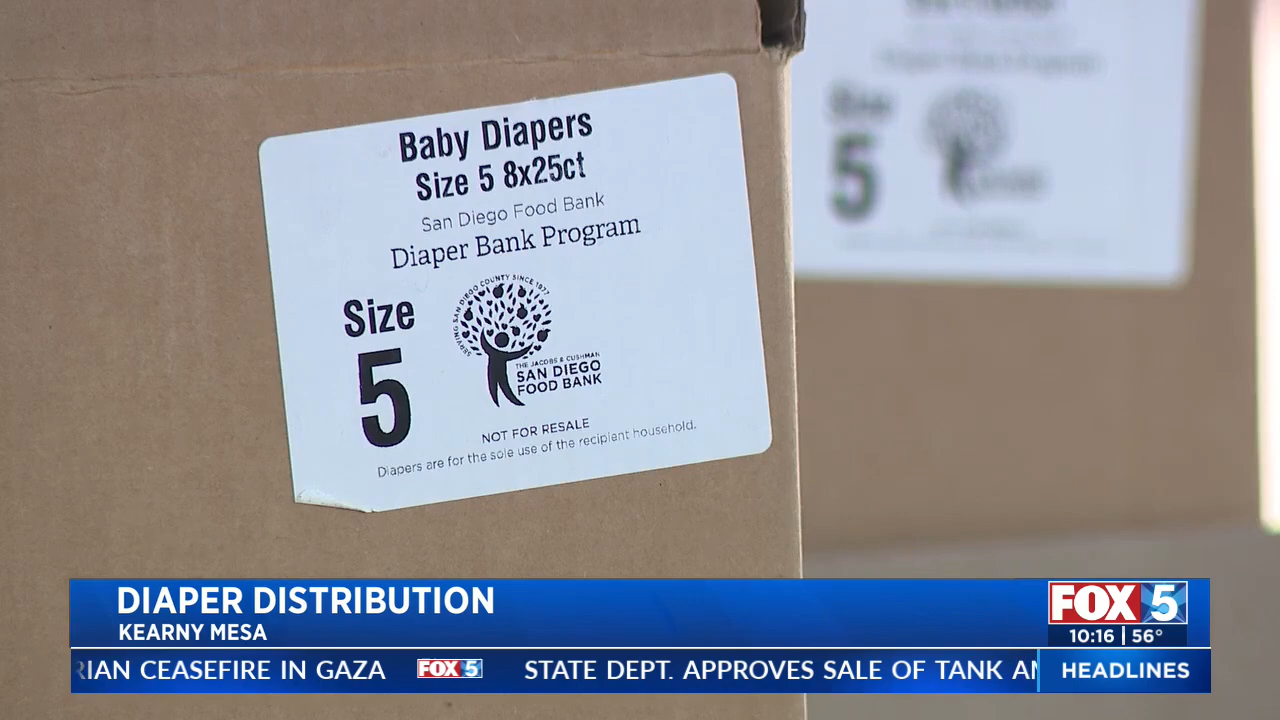 Baby Diapers
Size 5 8x25ct
San Diego Food Bank
Diaper Bank Program
Size
5
SERVING SAN DIEGO COUNTY SINCE 1977
THE JACOBS & CUSHMAN
SAN DIEGO
FOOD BANK
NOT FOR RESALE
Diapers are for the sole use of the recipient household.
Size
5
DIAPER DISTRIBUTION
KEARNY MESA
FOX 5
10:16 | 56°
RIAN CEASEFIRE IN GAZA FOX 5 STATE DEPT. APPROVES SALE OF TANK
HEADLINES